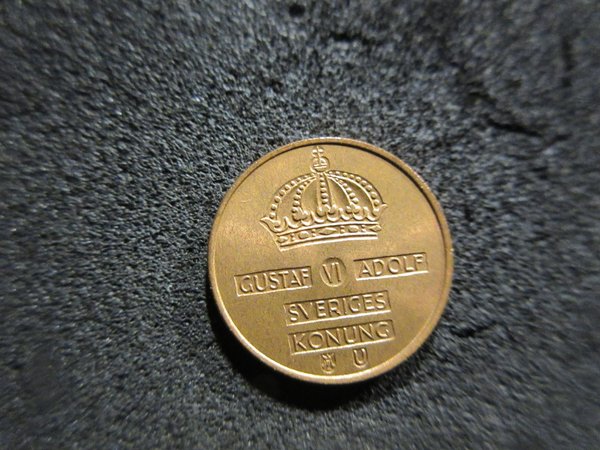 GUSTAF VI ADOLF
SVERIGES
KONUNG
U